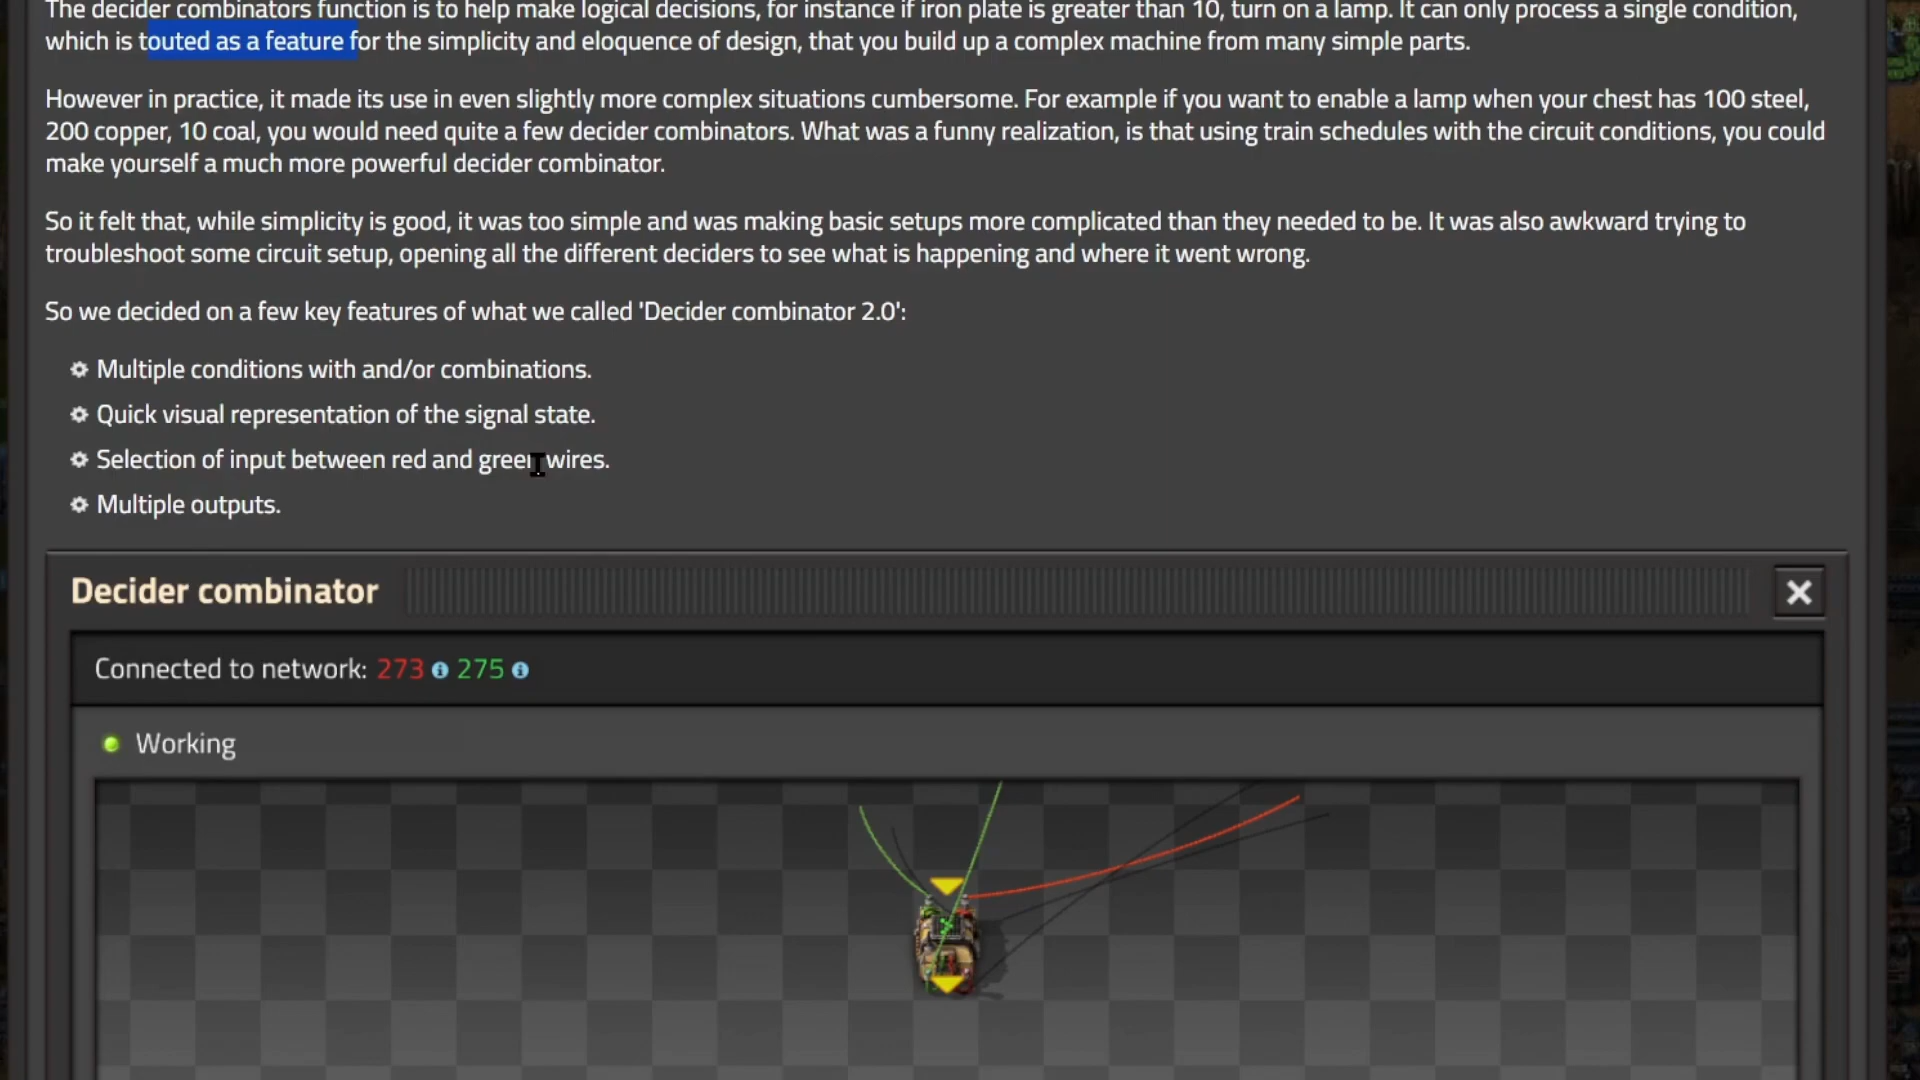 The decider combinators function is to help make logical decisions, for instance if iron plate is greater than 10, turn on a lamp. It can only process a single condition,
which is touted as a feature for the simplicity and eloquence of design, that you build up a complex machine from many simple parts.
However in practice, it made its use in even slightly more complex situations cumbersome. For example if you want to enable a lamp when your chest has 100 steel,
200 copper, 10 coal, you would need quite a few decider combinators. What was a funny realization, is that using train schedules with the circuit conditions, you could
make yourself a much more powerful decider combinator.
So it felt that, while simplicity is good, it was too simple and was making basic setups more complicated than they needed to be. It was also awkward trying to
troubleshoot some circuit setup, opening all the different deciders to see what is happening and where it went wrong.
So we decided on a few key features of what we called 'Decider combinator 2.0':
Multiple conditions with and/or combinations.
Quick visual representation of the signal state.
Selection of input between red and green wires.
Multiple outputs.
Decider combinator
Connected to network: 273 275
Working